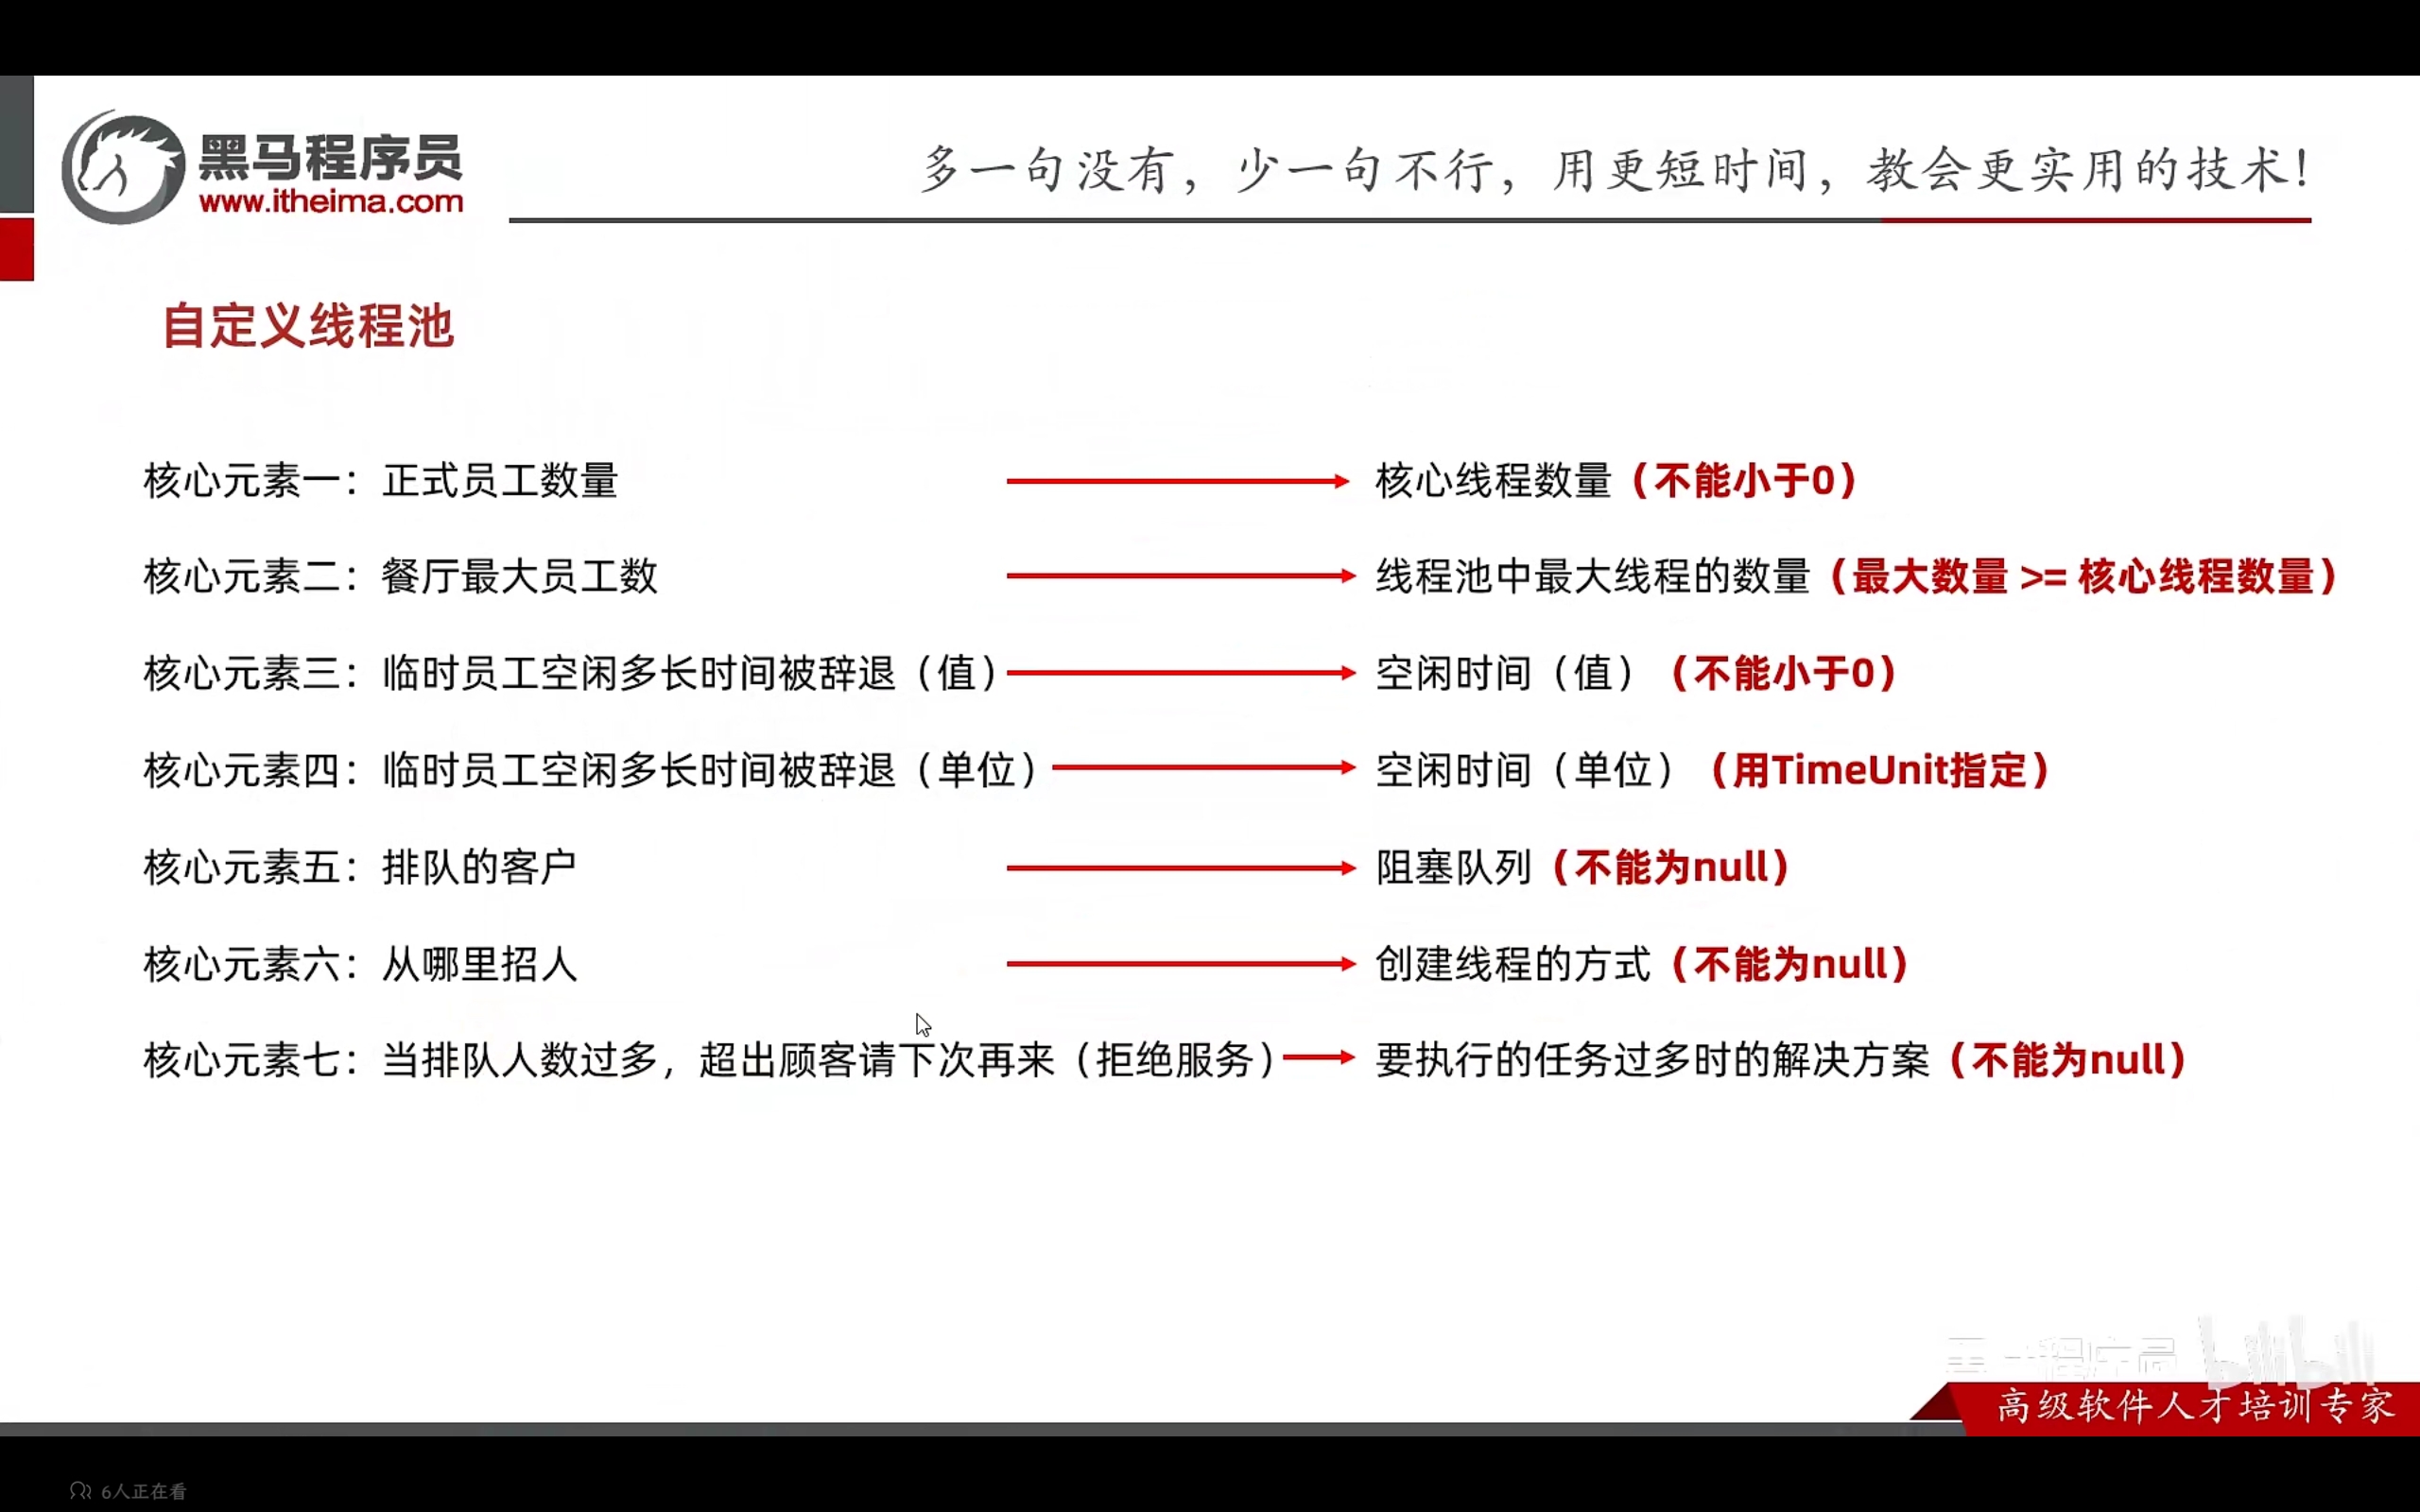 黑马程序员
www.itheima.com
多一句没有，少一句不行，用更短时间，教会更实用的技术！
自定义线程池
核心元素一：正式员工数量 核心线程数量（不能小于0）
核心元素二：餐厅最大员工数 线程池中最大线程的数量（最大数量 >= 核心线程数量）
核心元素三：临时员工空闲多长时间被辞退（值） 空闲时间（值）（不能小于0）
核心元素四：临时员工空闲多长时间被辞退（单位） 空闲时间（单位）（用TimeUnit指定）
核心元素五：排队的客户 阻塞队列（不能为null）
核心元素六：从哪里招人 创建线程的方式（不能为null）
核心元素七：当排队人数过多，超出顾客请下次再来（拒绝服务） 要执行的任务过多时的解决方案（不能为null）
bilibili
高级软件人才培训专家
6人正在看